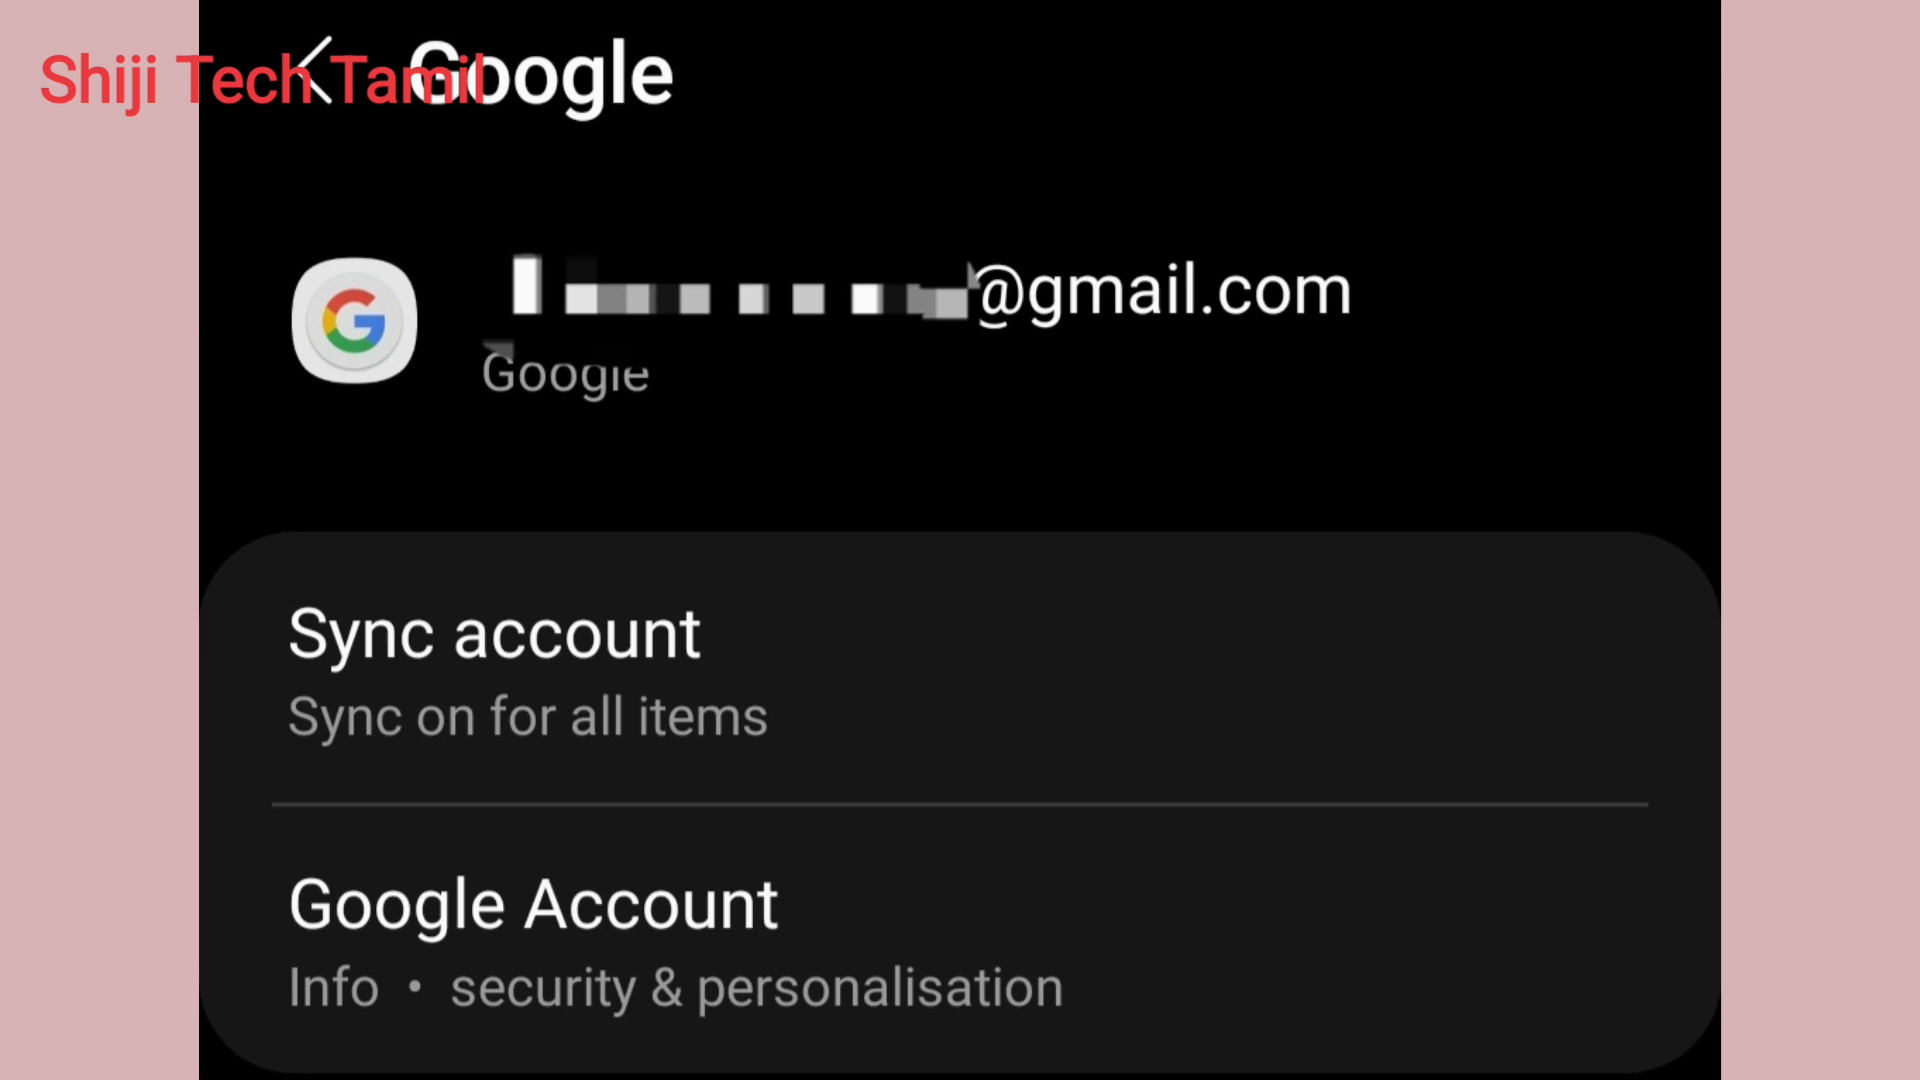 Shiji Tech Tamil
Google
@gmail.com
Google
Sync account
Sync on for all items
Google Account
Info • security & personalisation